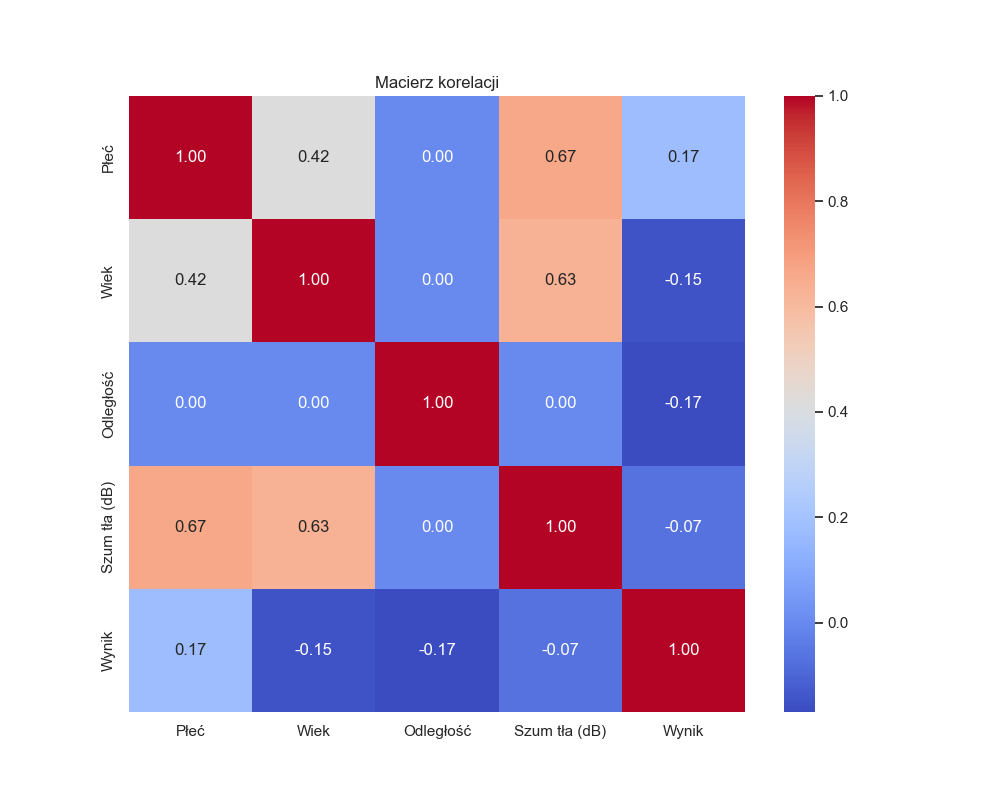 Macierz korelacji
Płeć 1.00 0.42 0.00 0.67 0.17
Wiek 0.42 1.00 0.00 0.63 -0.15
Odległość 0.00 0.00 1.00 0.00 -0.17
Szum tła (dB) 0.67 0.63 0.00 1.00 -0.07
Wynik 0.17 -0.15 -0.17 -0.07 1.00
Płeć Wiek Odległość Szum tła (dB) Wynik
1.0
0.8
0.6
0.4
0.2
0.0